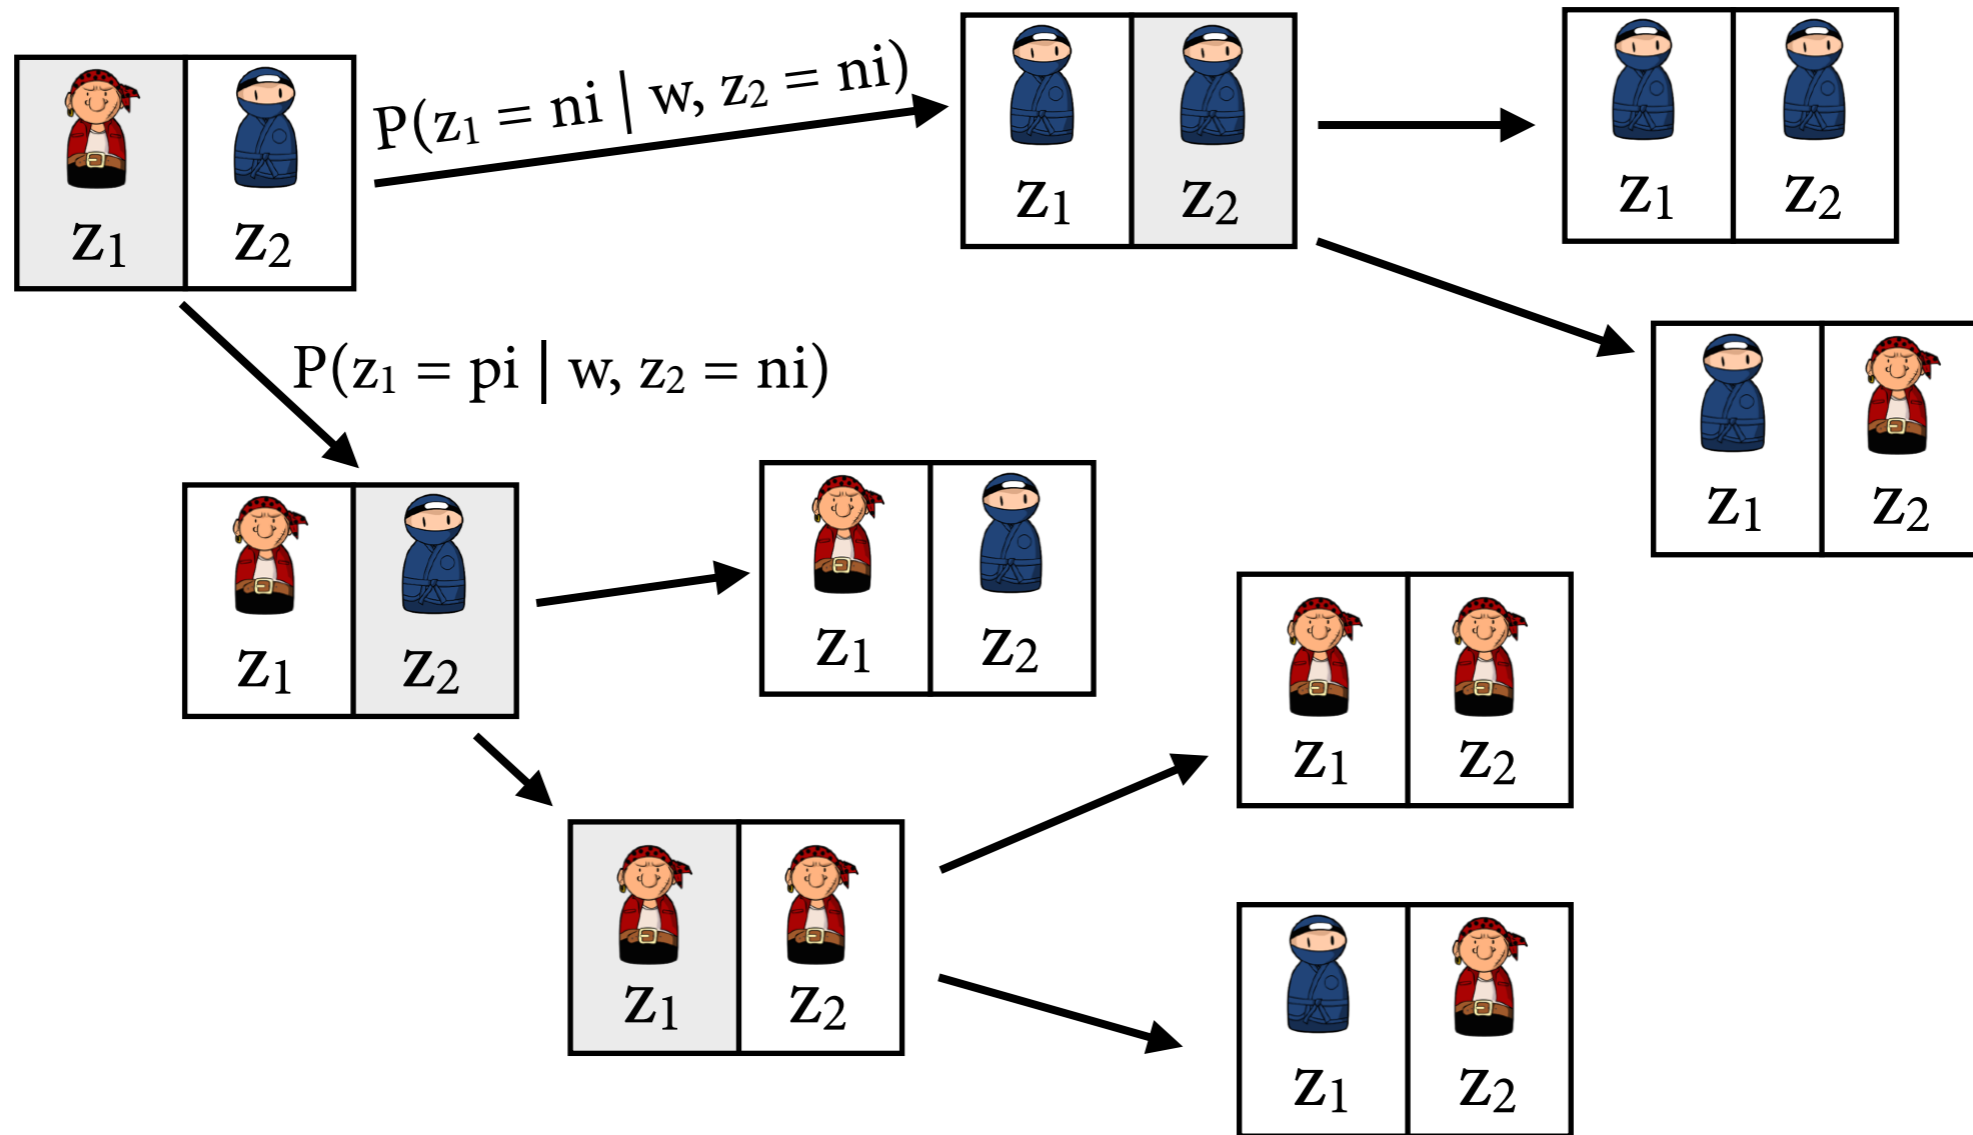 z₁ z₂
P(z₁ = ni | w, z₂ = ni)
z₁ z₂
z₁ z₂
P(z₁ = pi | w, z₂ = ni)
z₁ z₂
z₁ z₂
z₁ z₂
z₁ z₂
z₁ z₂
z₁ z₂